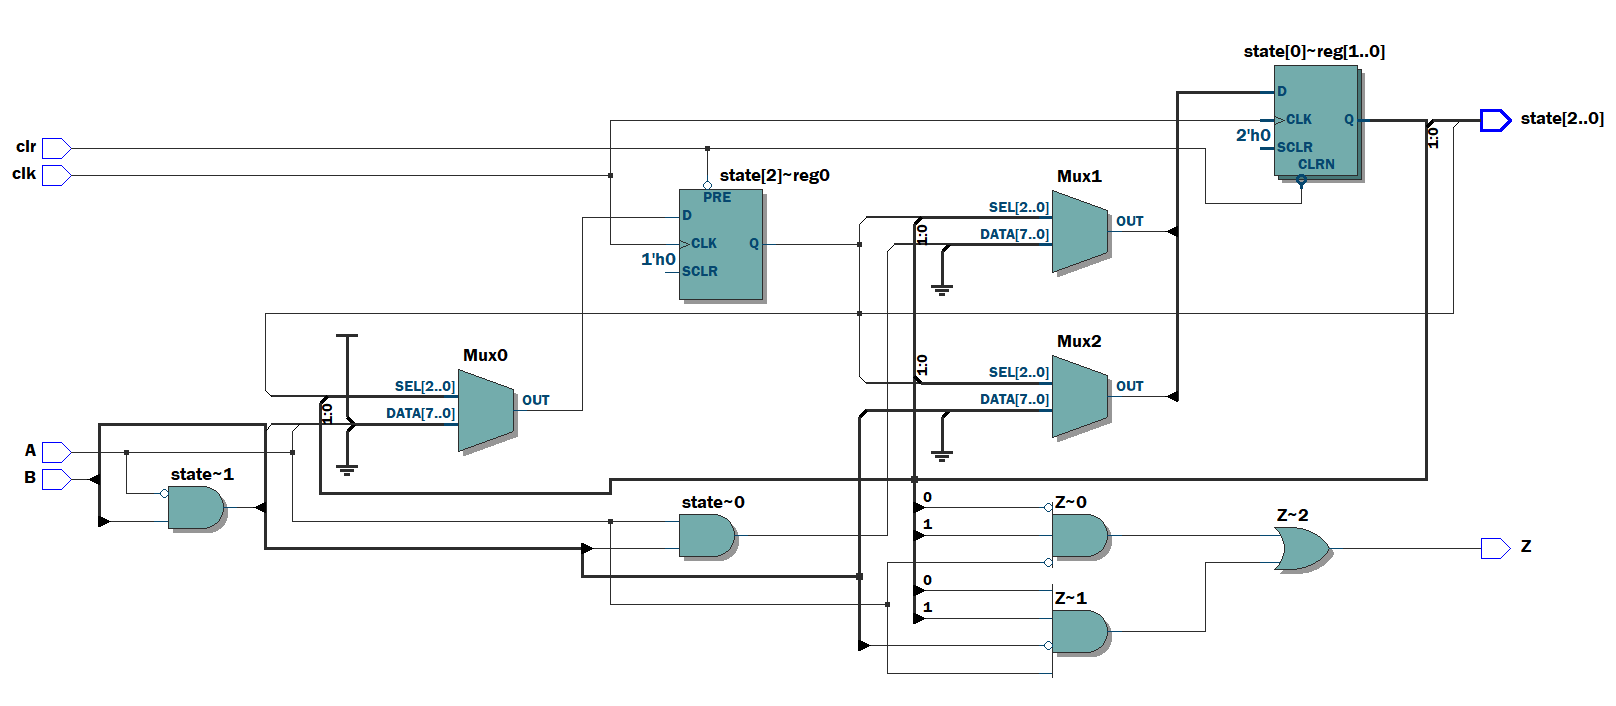 state[0]~reg[1..0]
D
CLK
Q
2'h0
SCLR
CLRN
state[2..0]
1:0
clr
clk
state[2]~reg0
PRE
D
CLK
Q
1'h0
SCLR
Mux1
SEL[2..0]
OUT
DATA[7..0]
1:0
Mux0
SEL[2..0]
OUT
DATA[7..0]
1:0
Mux2
SEL[2..0]
OUT
DATA[7..0]
1:0
A
B
state~1
state~0
0
Z~0
1
Z~2
Z
0
Z~1
1